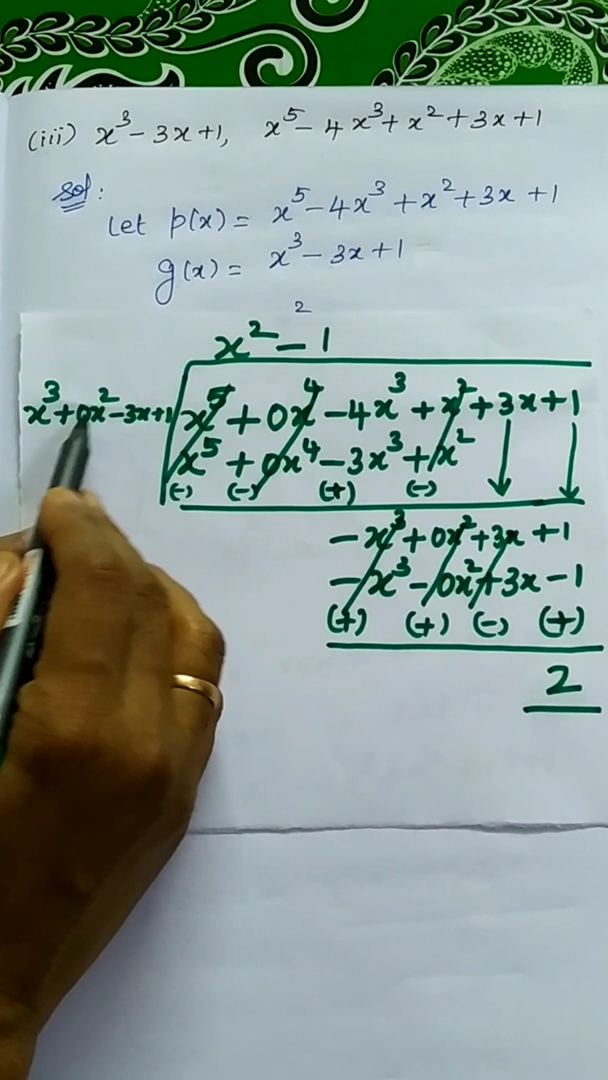 (iii) x³ - 3x + 1, x⁵ - 4x³ + x² + 3x + 1
Sol:
Let p(x) = x⁵ - 4x³ + x² + 3x + 1
g(x) = x³ - 3x + 1
2
x² - 1
x³ + 0x² - 3x + 1 x⁵ + 0x⁴ - 4x³ + x² + 3x + 1
x⁵ + 0x⁴ - 3x³ + x²
(-) (-) (+) (-)
- x³ + 0x² + 3x + 1
- x³ - 0x² + 3x - 1
(+) (+) (-) (+)
2